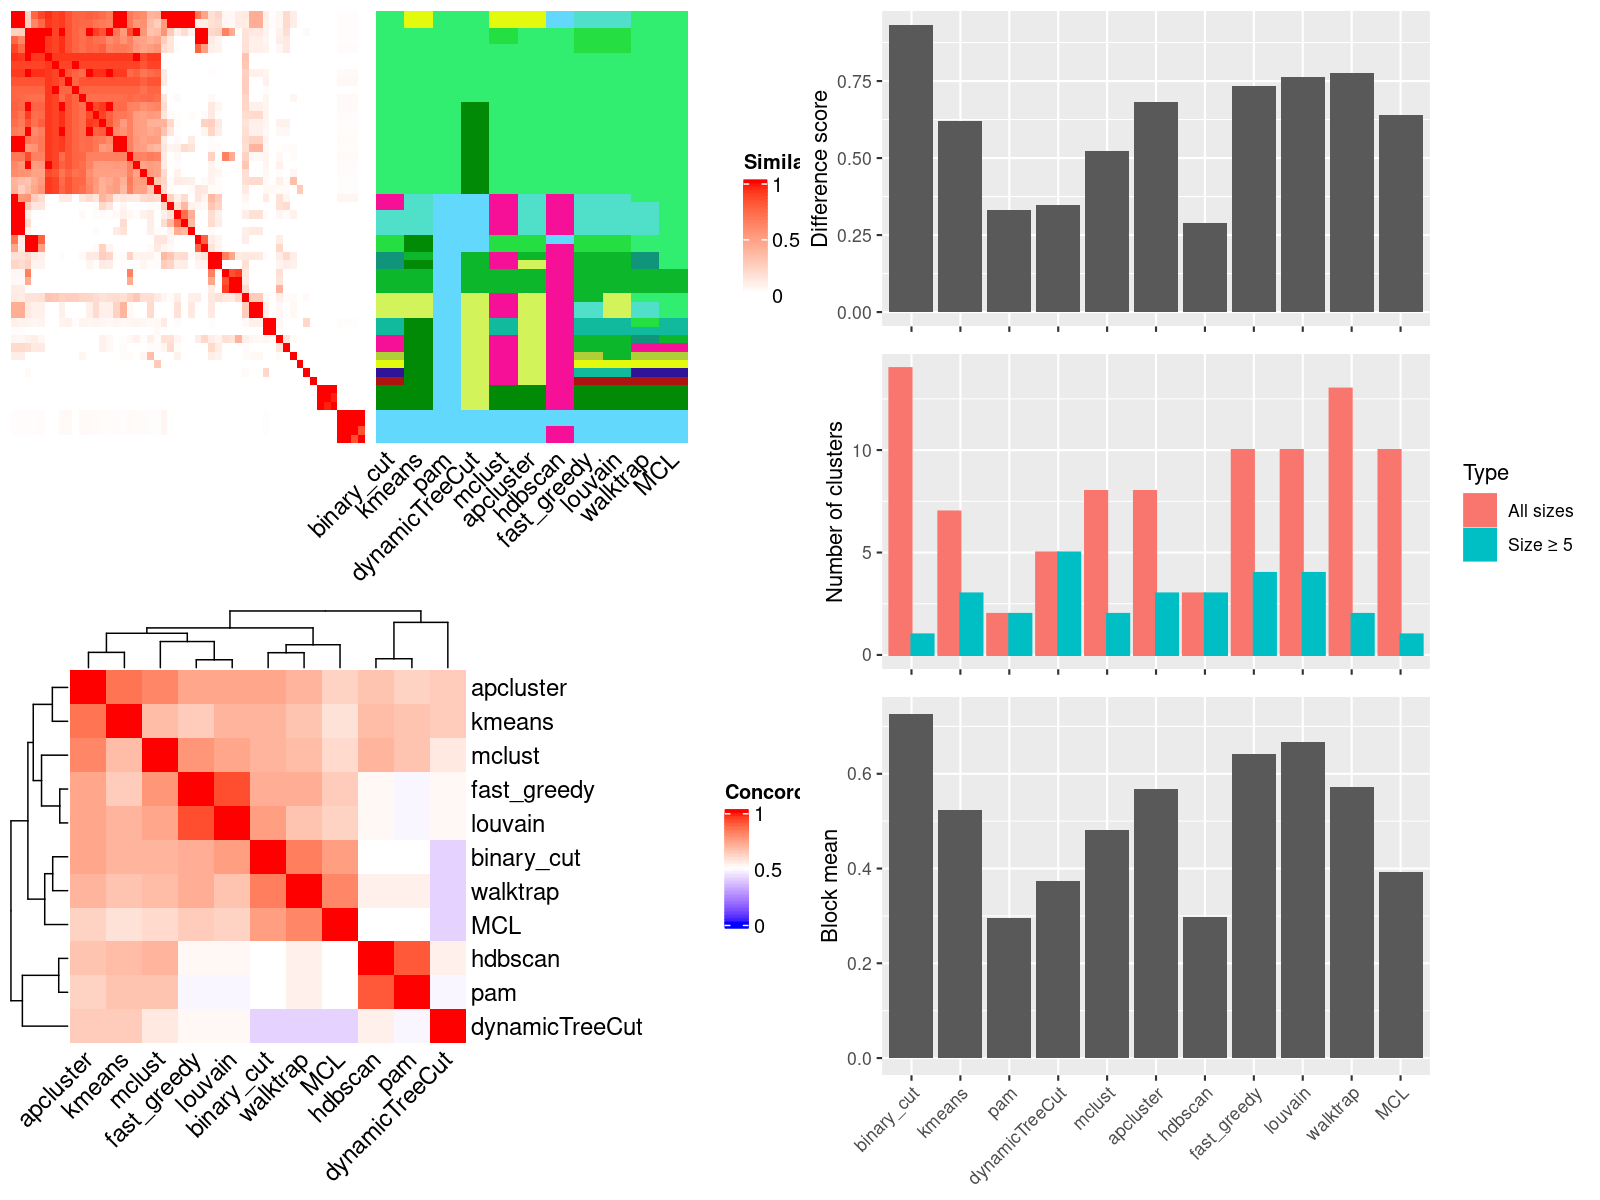 Simila
1
0.5
0
binary_cut
kmeans
pam
dynamicTreeCut
mclust
apcluster
hdbscan
fast_greedy
louvain
walktrap
MCL
apcluster
kmeans
mclust
fast_greedy
louvain
binary_cut
walktrap
MCL
hdbscan
pam
dynamicTreeCut
Concord
1
0.5
0
apcluster
kmeans
mclust
fast_greedy
louvain
binary_cut
walktrap
MCL
hdbscan
pam
dynamicTreeCut
Difference score
0.75
0.50
0.25
0.00
Number of clusters
10
5
0
Type
All sizes
Size ≥ 5
Block mean
0.6
0.4
0.2
0.0
binary_cut
kmeans
pam
dynamicTreeCut
mclust
apcluster
hdbscan
fast_greedy
louvain
walktrap
MCL